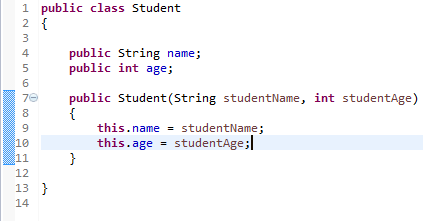 1 public class Student
2 {
3
4 public String name;
5 public int age;
6
7 public Student(String studentName, int studentAge)
8 {
9 this.name = studentName;
10 this.age = studentAge;
11 }
12
13 }
14